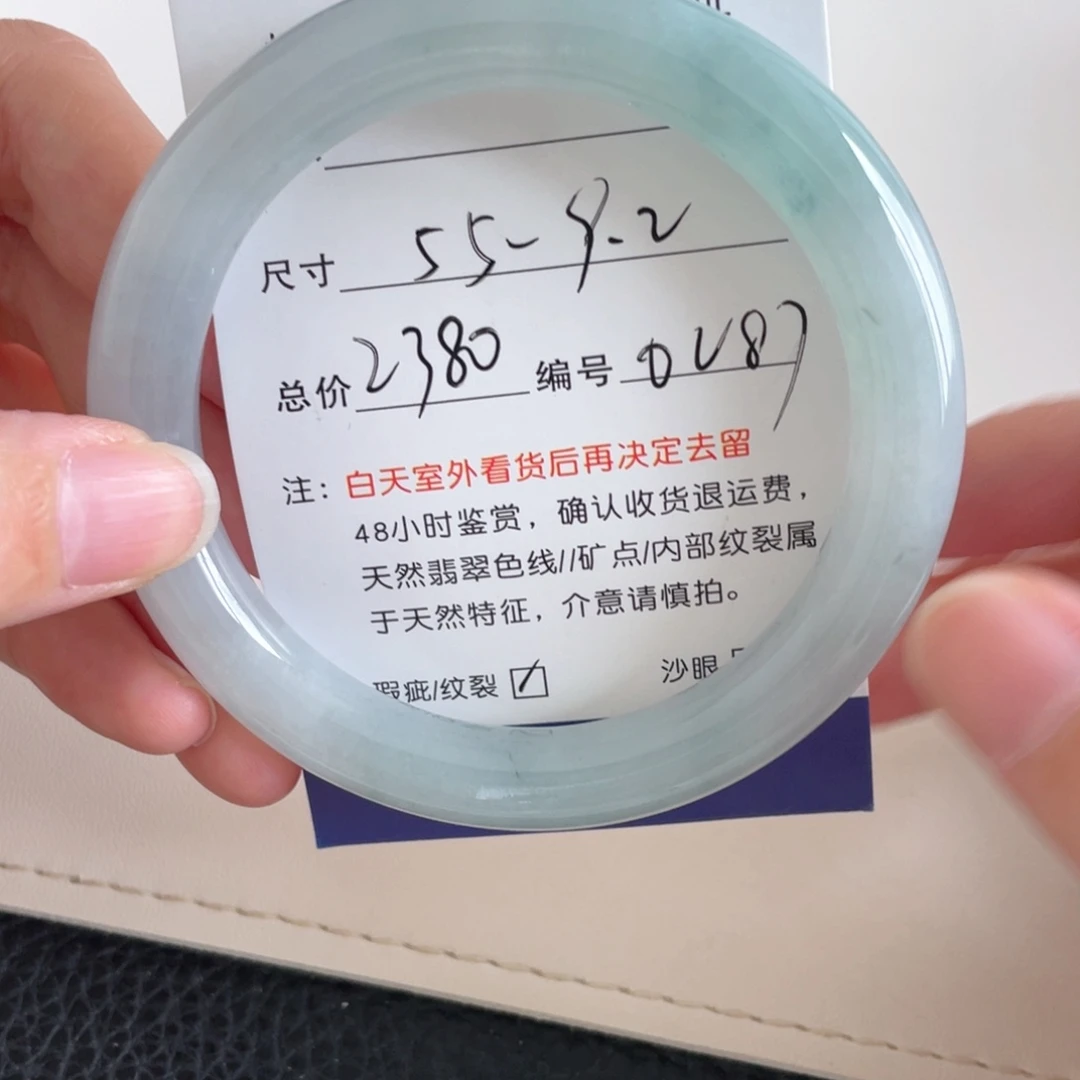 尺寸 55-9.2
总价 2380 编号 0287
注：白天室外看货后再决定去留
48小时鉴赏，确认收货退运费，
天然翡翠色线//矿点/内部纹裂属
于天然特征，介意请慎拍。
瑕疵/纹裂 ☑ 沙眼